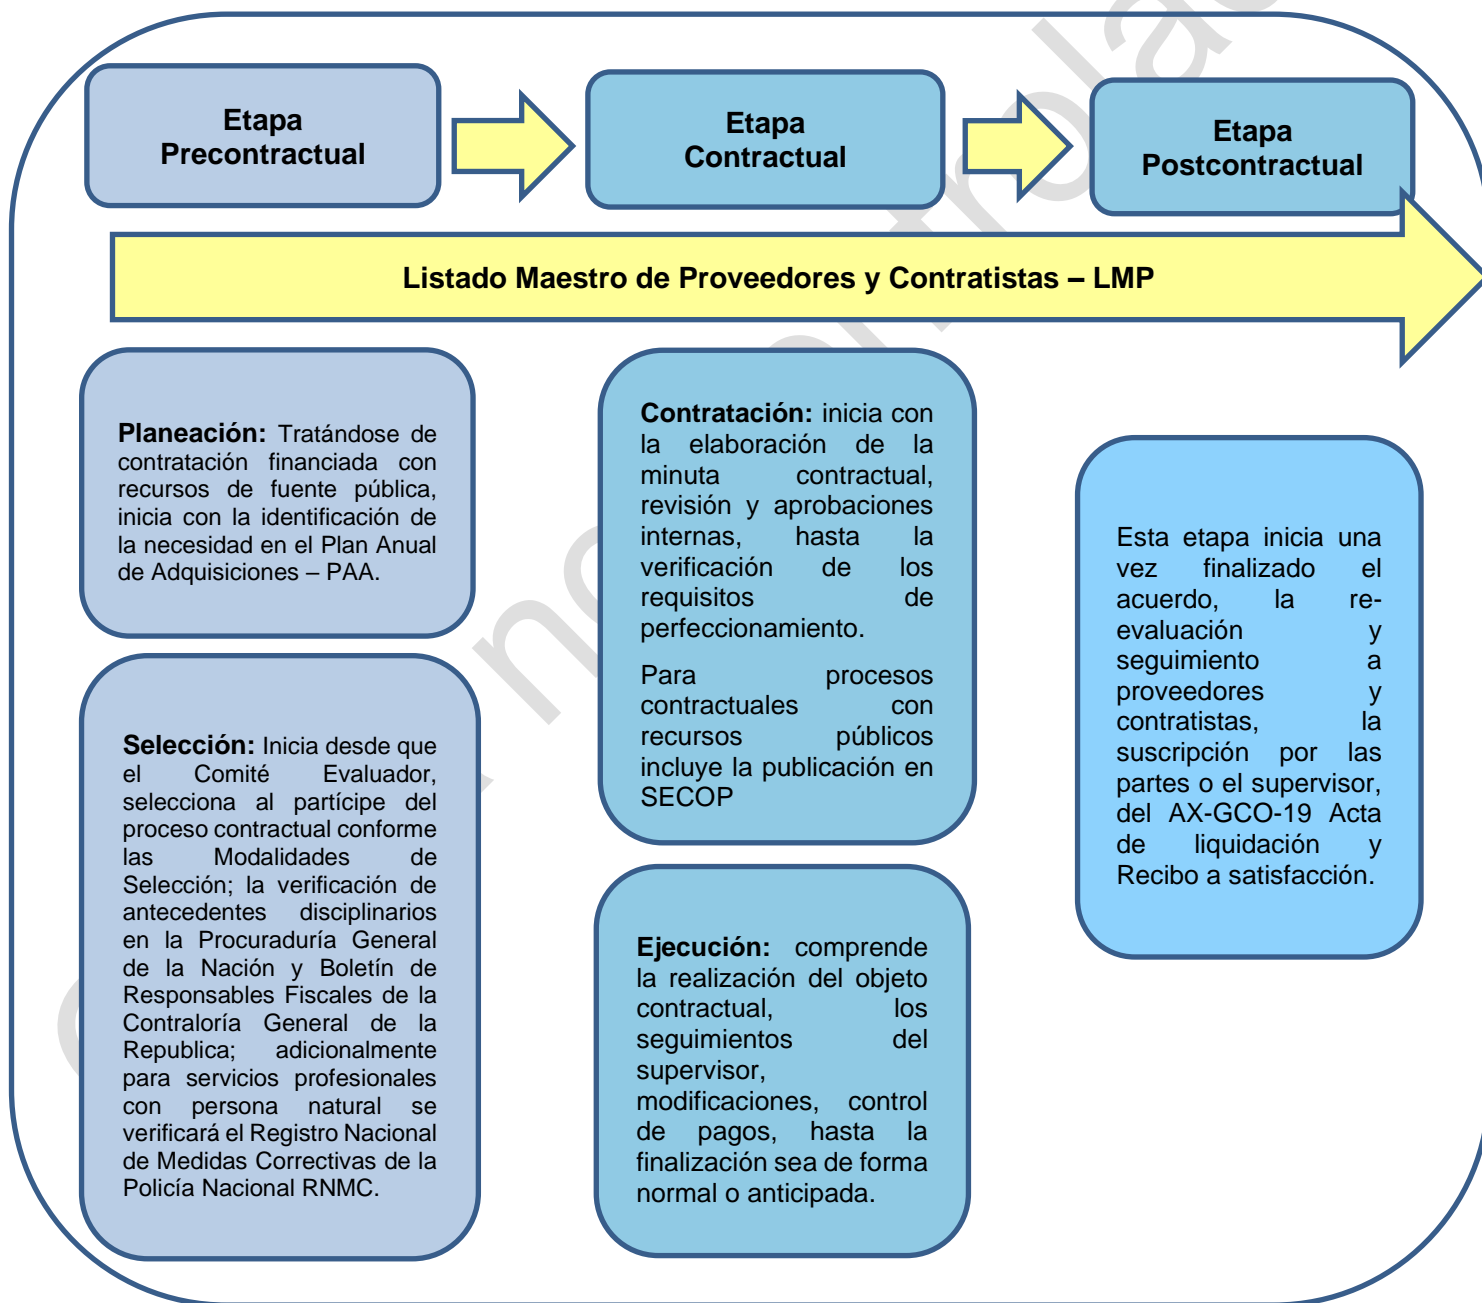 Etapa
Precontractual
Etapa
Contractual
Etapa
Postcontractual
Listado Maestro de Proveedores y Contratistas – LMP
Planeación: Tratándose de
contratación financiada con
recursos de fuente pública,
inicia con la identificación de
la necesidad en el Plan Anual
de Adquisiciones – PAA.
Selección: Inicia desde que
el Comité Evaluador,
selecciona al partícipe del
proceso contractual conforme
las Modalidades de
Selección; la verificación de
antecedentes disciplinarios
en la Procuraduría General
de la Nación y Boletín de
Responsables Fiscales de la
Contraloría General de la
Republica; adicionalmente
para servicios profesionales
con persona natural se
verificará el Registro Nacional
de Medidas Correctivas de la
Policía Nacional RNMC.
Contratación: inicia con
la elaboración de la
minuta contractual,
revisión y aprobaciones
internas, hasta la
verificación de los
requisitos de
perfeccionamiento.
Para procesos
contractuales con
recursos públicos
incluye la publicación en
SECOP
Ejecución: comprende
la realización del objeto
contractual, los
seguimientos del
supervisor,
modificaciones, control
de pagos, hasta la
finalización sea de forma
normal o anticipada.
Esta etapa inicia una
vez finalizado el
acuerdo, la re-
evaluación y
seguimiento a
proveedores y
contratistas, la
suscripción por las
partes o el supervisor,
del AX-GCO-19 Acta
de liquidación y
Recibo a satisfacción.